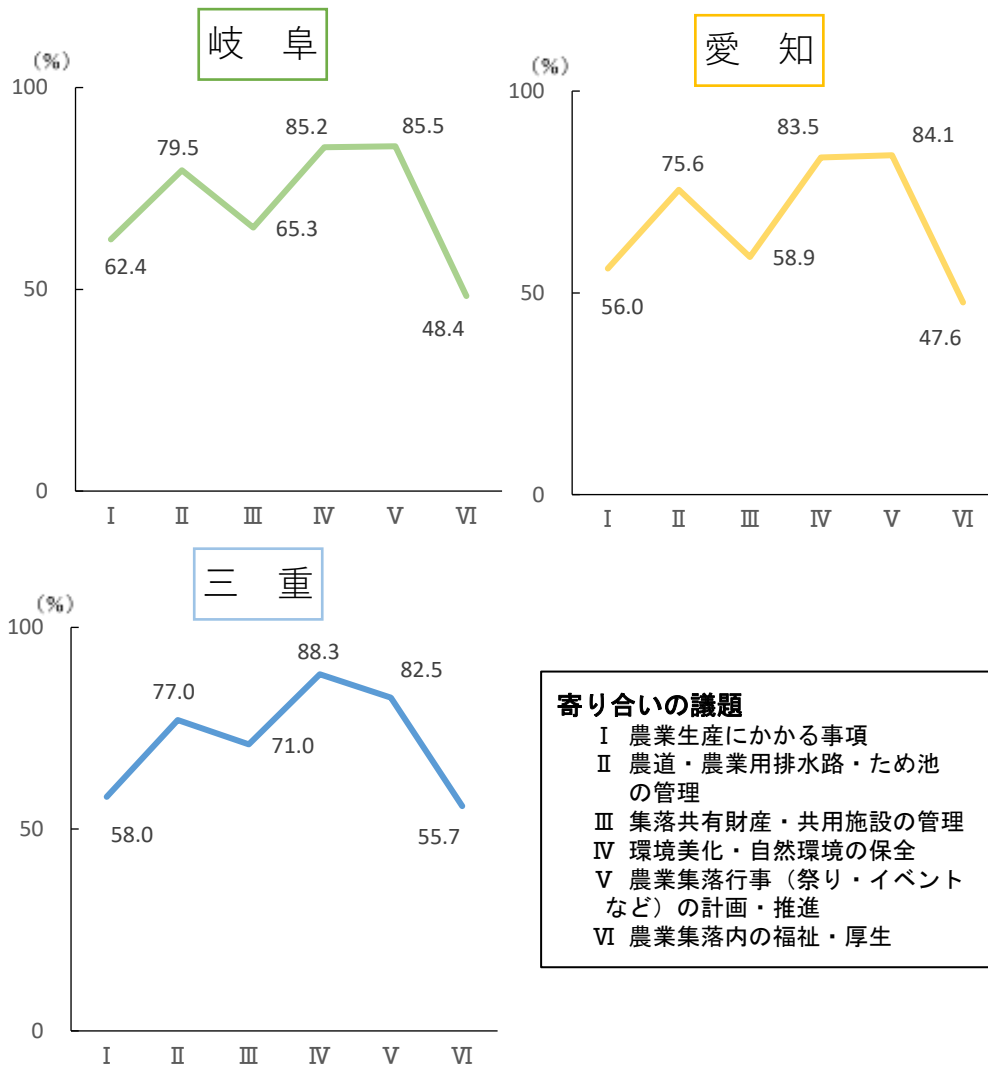 岐　阜
(%)
100
50
0
62.4
79.5
65.3
85.2
85.5
48.4
Ⅰ Ⅱ Ⅲ Ⅳ Ⅴ Ⅵ
愛　知
(%)
100
50
0
56.0
75.6
58.9
83.5
84.1
47.6
Ⅰ Ⅱ Ⅲ Ⅳ Ⅴ Ⅵ
三　重
(%)
100
50
0
58.0
77.0
71.0
88.3
82.5
55.7
Ⅰ Ⅱ Ⅲ Ⅳ Ⅴ Ⅵ
寄り合いの議題
Ⅰ 農業生産にかかる事項
Ⅱ 農道・農業用排水路・ため池
の管理
Ⅲ 集落共有財産・共用施設の管理
Ⅳ 環境美化・自然環境の保全
Ⅴ 農業集落行事（祭り・イベント
など）の計画・推進
Ⅵ 農業集落内の福祉・厚生